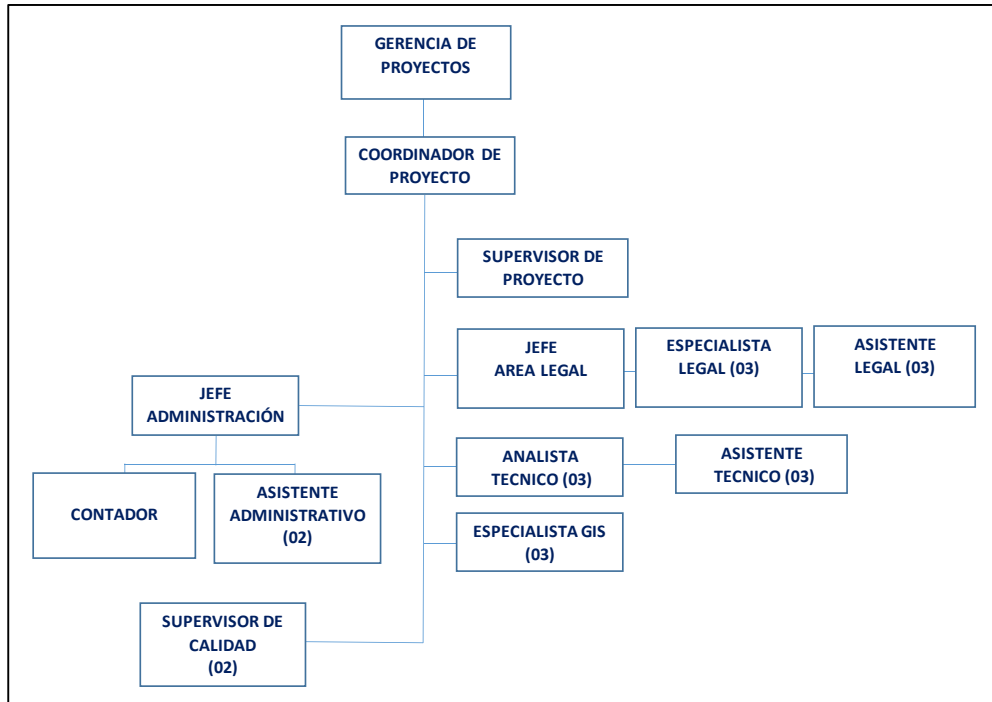 GERENCIA DE
PROYECTOS
COORDINADOR DE
PROYECTO
SUPERVISOR DE
PROYECTO
JEFE
AREA LEGAL
ESPECIALISTA
LEGAL (03)
ASISTENTE
LEGAL (03)
JEFE
ADMINISTRACIÓN
ANALISTA
TECNICO (03)
ASISTENTE
TECNICO (03)
CONTADOR
ASISTENTE
ADMINISTRATIVO
(02)
ESPECIALISTA GIS
(03)
SUPERVISOR DE
CALIDAD
(02)